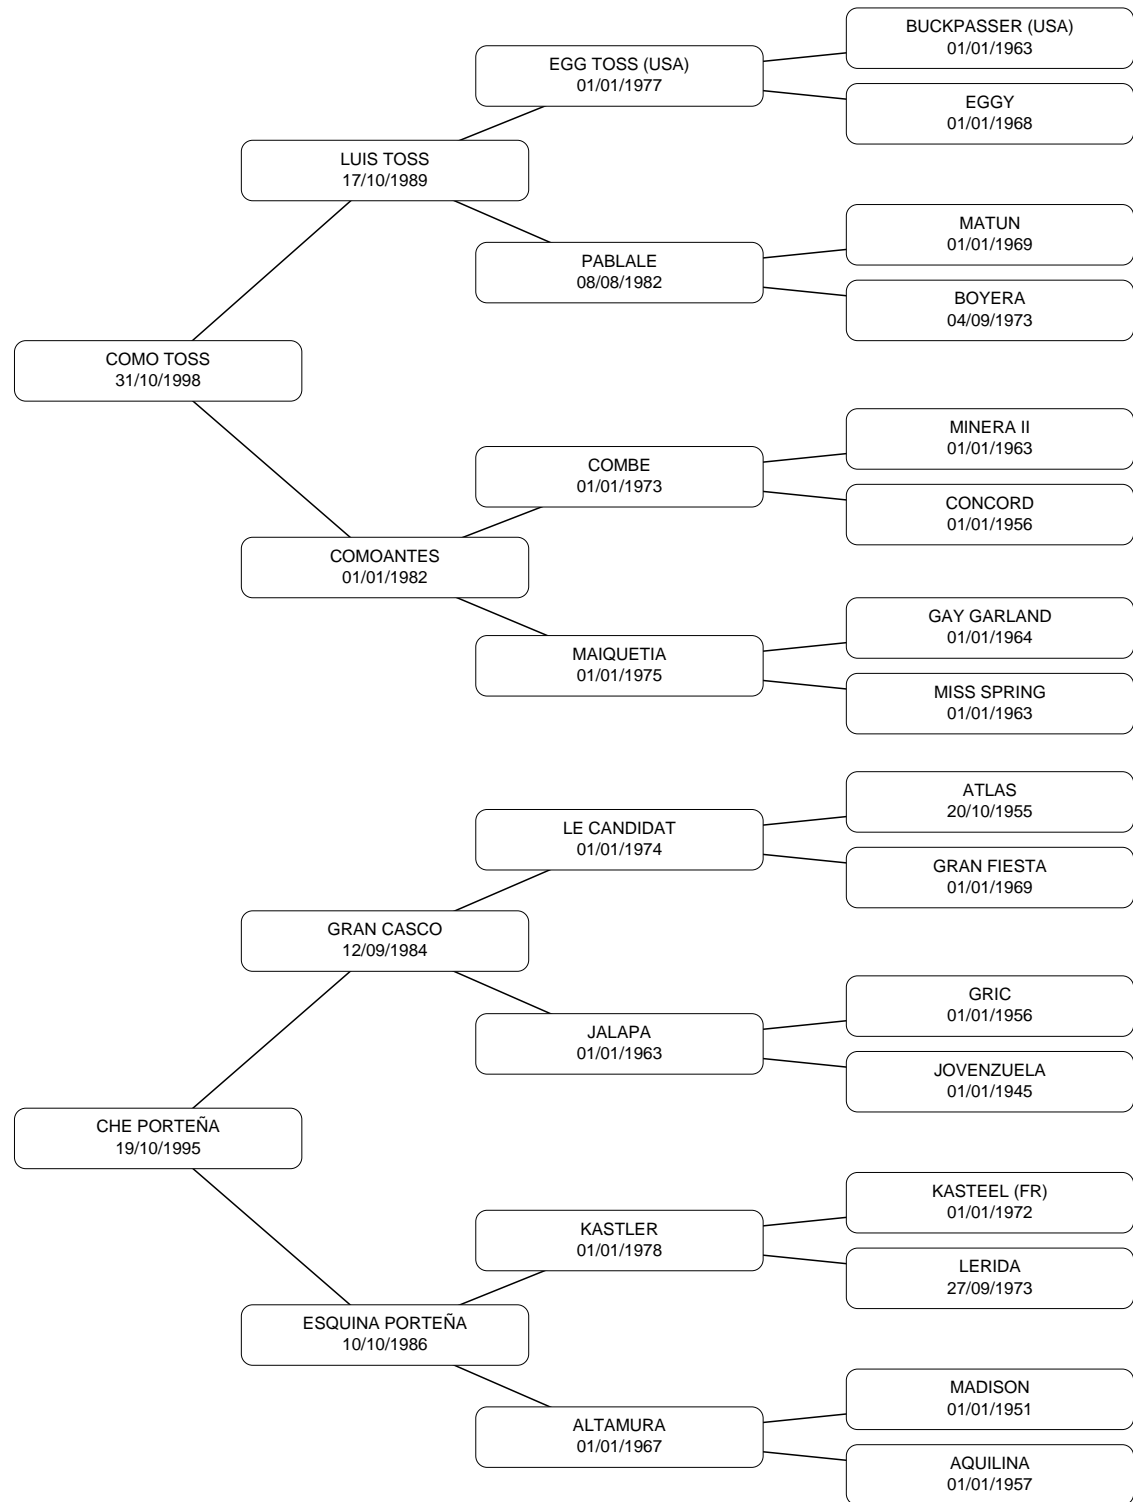 BUCKPASSER (USA)
01/01/1963
EGG TOSS (USA)
01/01/1977
EGGY
01/01/1968
LUIS TOSS
17/10/1989
MATUN
01/01/1969
PABLALE
08/08/1982
BOYERA
04/09/1973
COMO TOSS
31/10/1998
MINERA II
01/01/1963
COMBE
01/01/1973
CONCORD
01/01/1956
COMOANTES
01/01/1982
GAY GARLAND
01/01/1964
MAIQUETIA
01/01/1975
MISS SPRING
01/01/1963
ATLAS
20/10/1955
LE CANDIDAT
01/01/1974
GRAN FIESTA
01/01/1969
GRAN CASCO
12/09/1984
GRIC
01/01/1956
JALAPA
01/01/1963
JOVENZUELA
01/01/1945
CHE PORTEÑA
19/10/1995
KASTEEL (FR)
01/01/1972
KASTLER
01/01/1978
LERIDA
27/09/1973
ESQUINA PORTEÑA
10/10/1986
MADISON
01/01/1951
ALTAMURA
01/01/1967
AQUILINA
01/01/1957